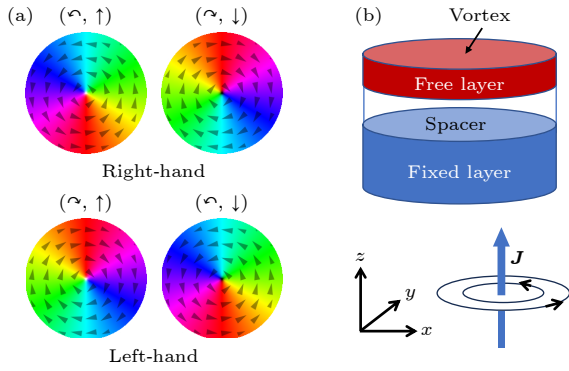 (a)
(↶, ↑)
(↷, ↓)
Right-hand
(↷, ↑)
(↶, ↓)
Left-hand
(b)
Vortex
Free layer
Spacer
Fixed layer
z
y
x
J